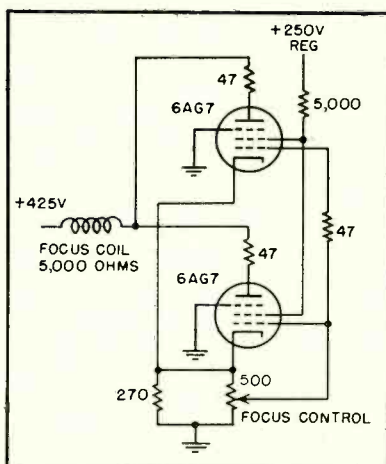 +250V
REG
47
5,000
6AG7
+425V
47
FOCUS COIL
5,000 OHMS
47
6AG7
270
500
FOCUS CONTROL